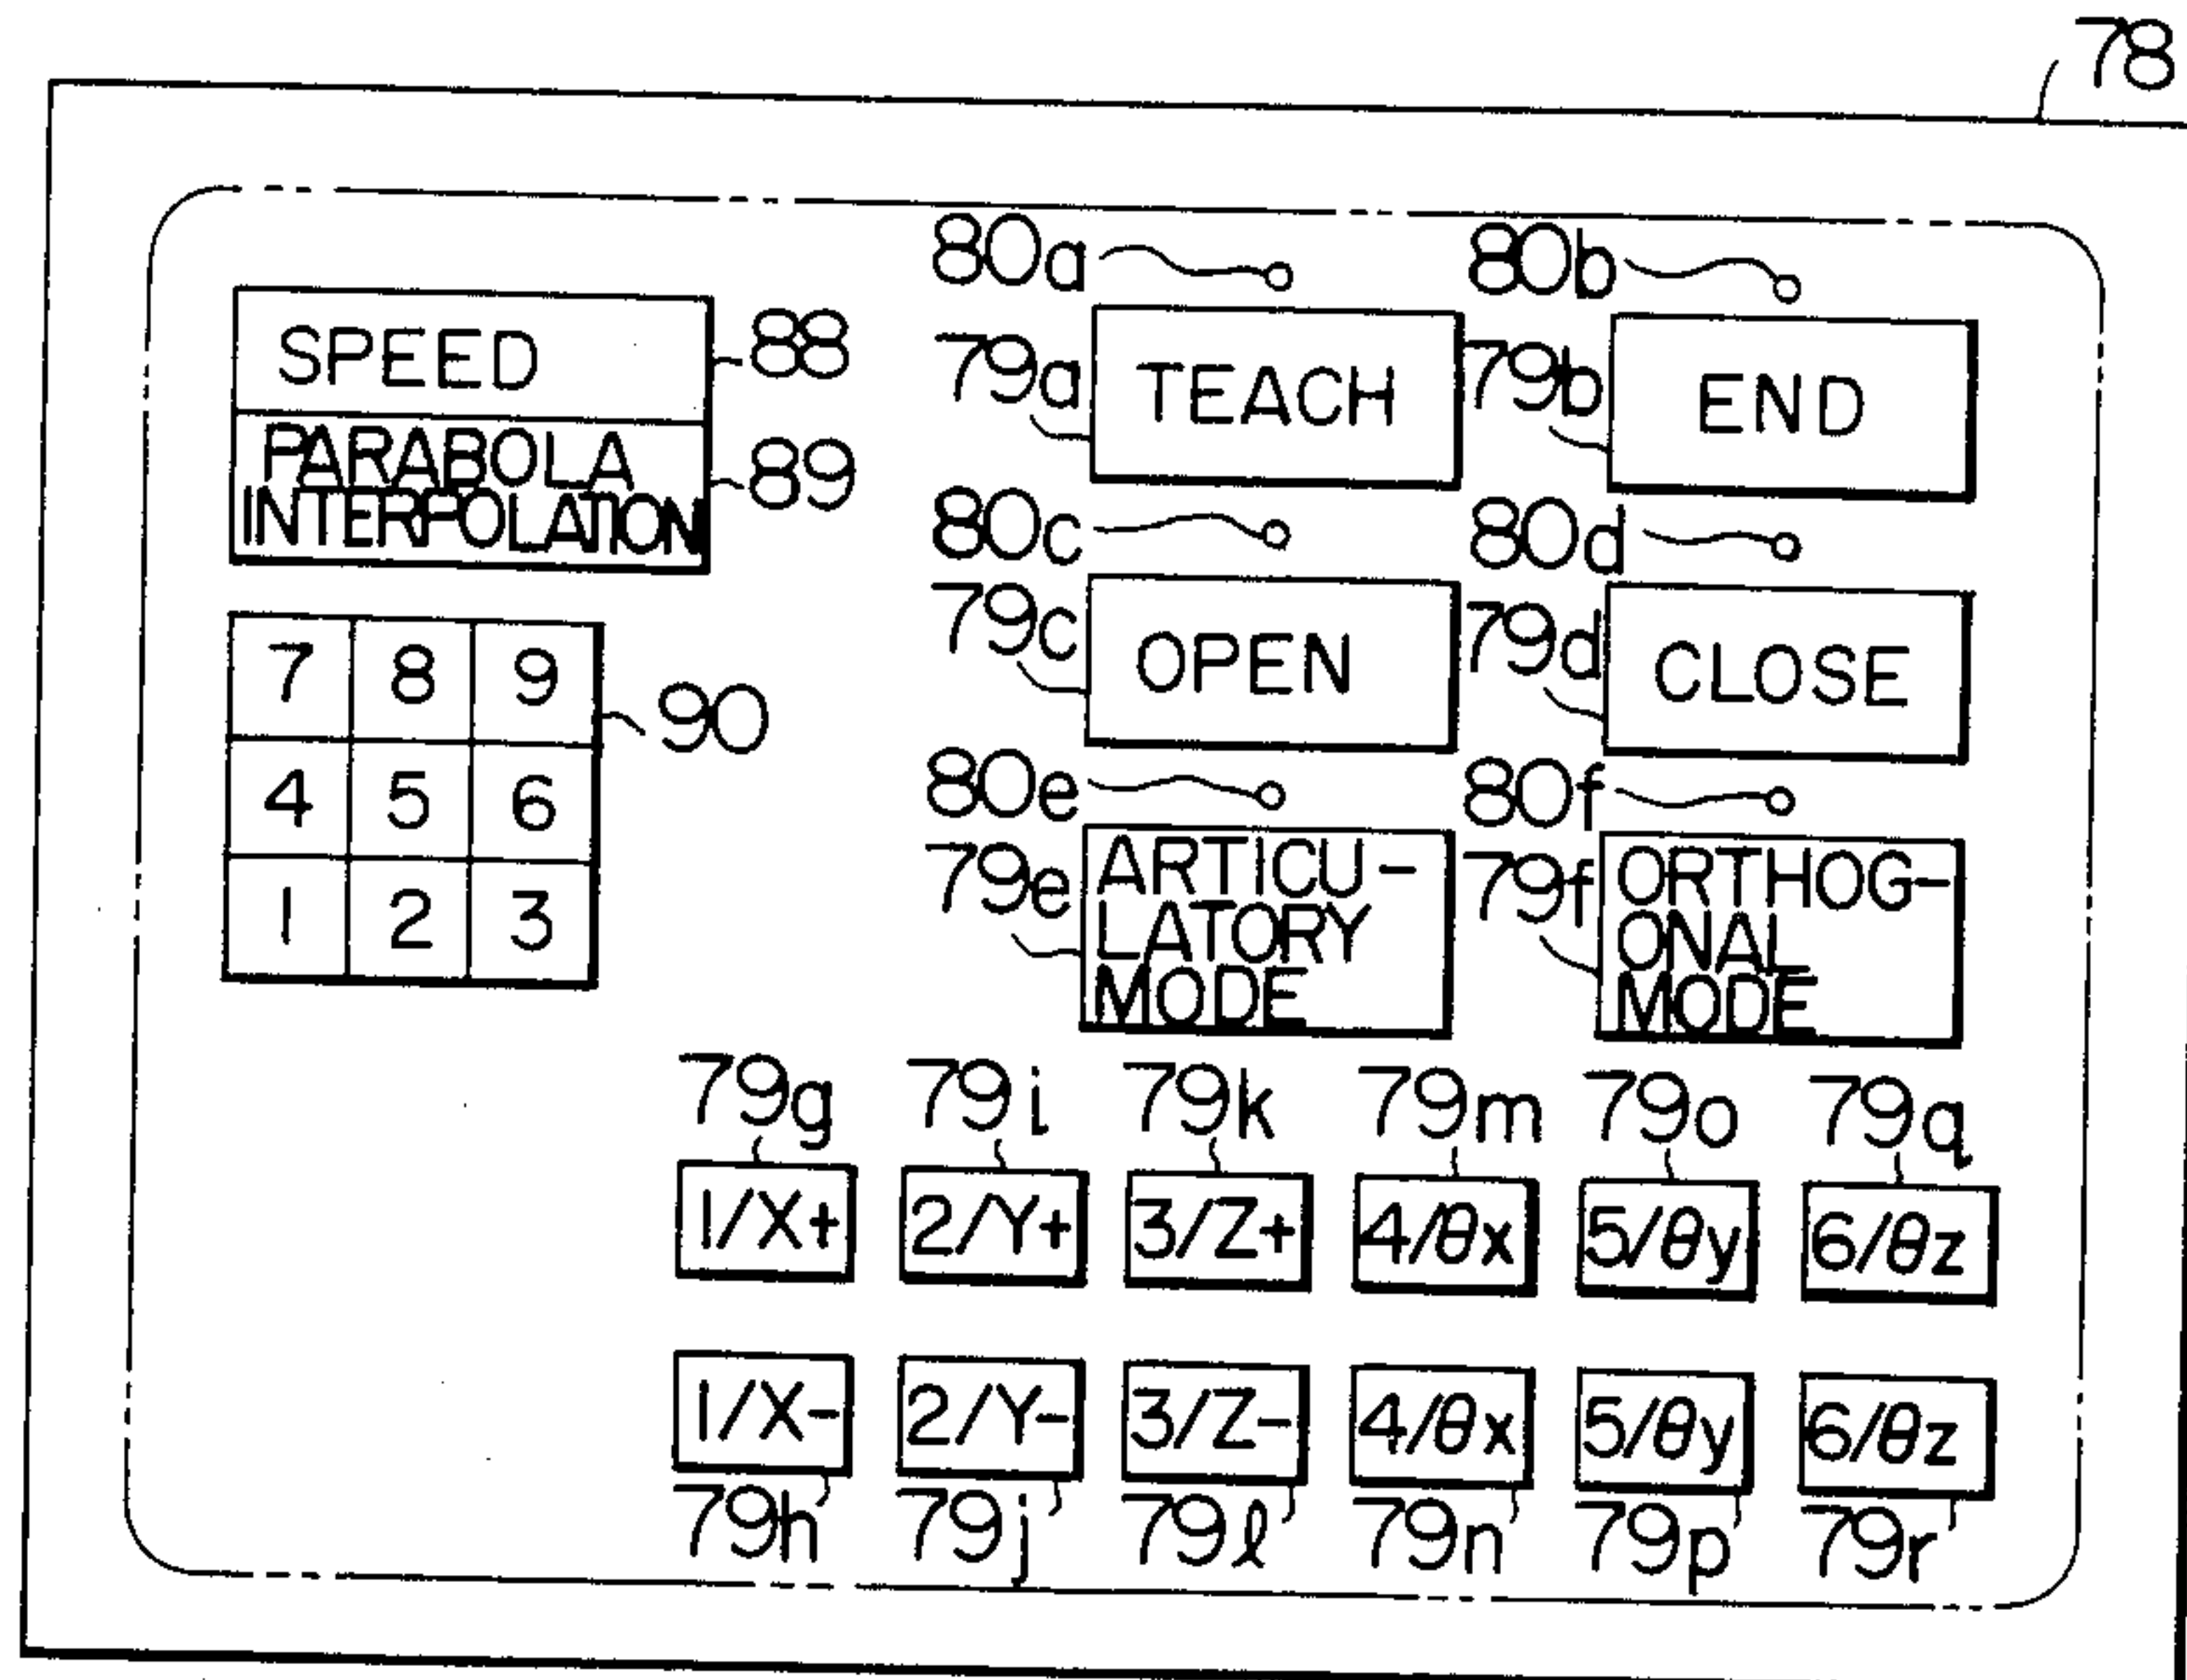 78
80a
80b
SPEED
88
79a
TEACH
79b
END
PARABOLA
INTERPOLATION
89
80c
80d
79c
OPEN
79d
CLOSE
7 8 9
90
4 5 6
1 2 3
80e
80f
79e
ARTICU-
LATORY
MODE
79f
ORTHOG-
ONAL
MODE
79g 79i 79k 79m 79o 79q
1/X+ 2/Y+ 3/Z+ 4/θx 5/θy 6/θz
1/X- 2/Y- 3/Z- 4/θx 5/θy 6/θz
79h 79j 79l 79n 79p 79r